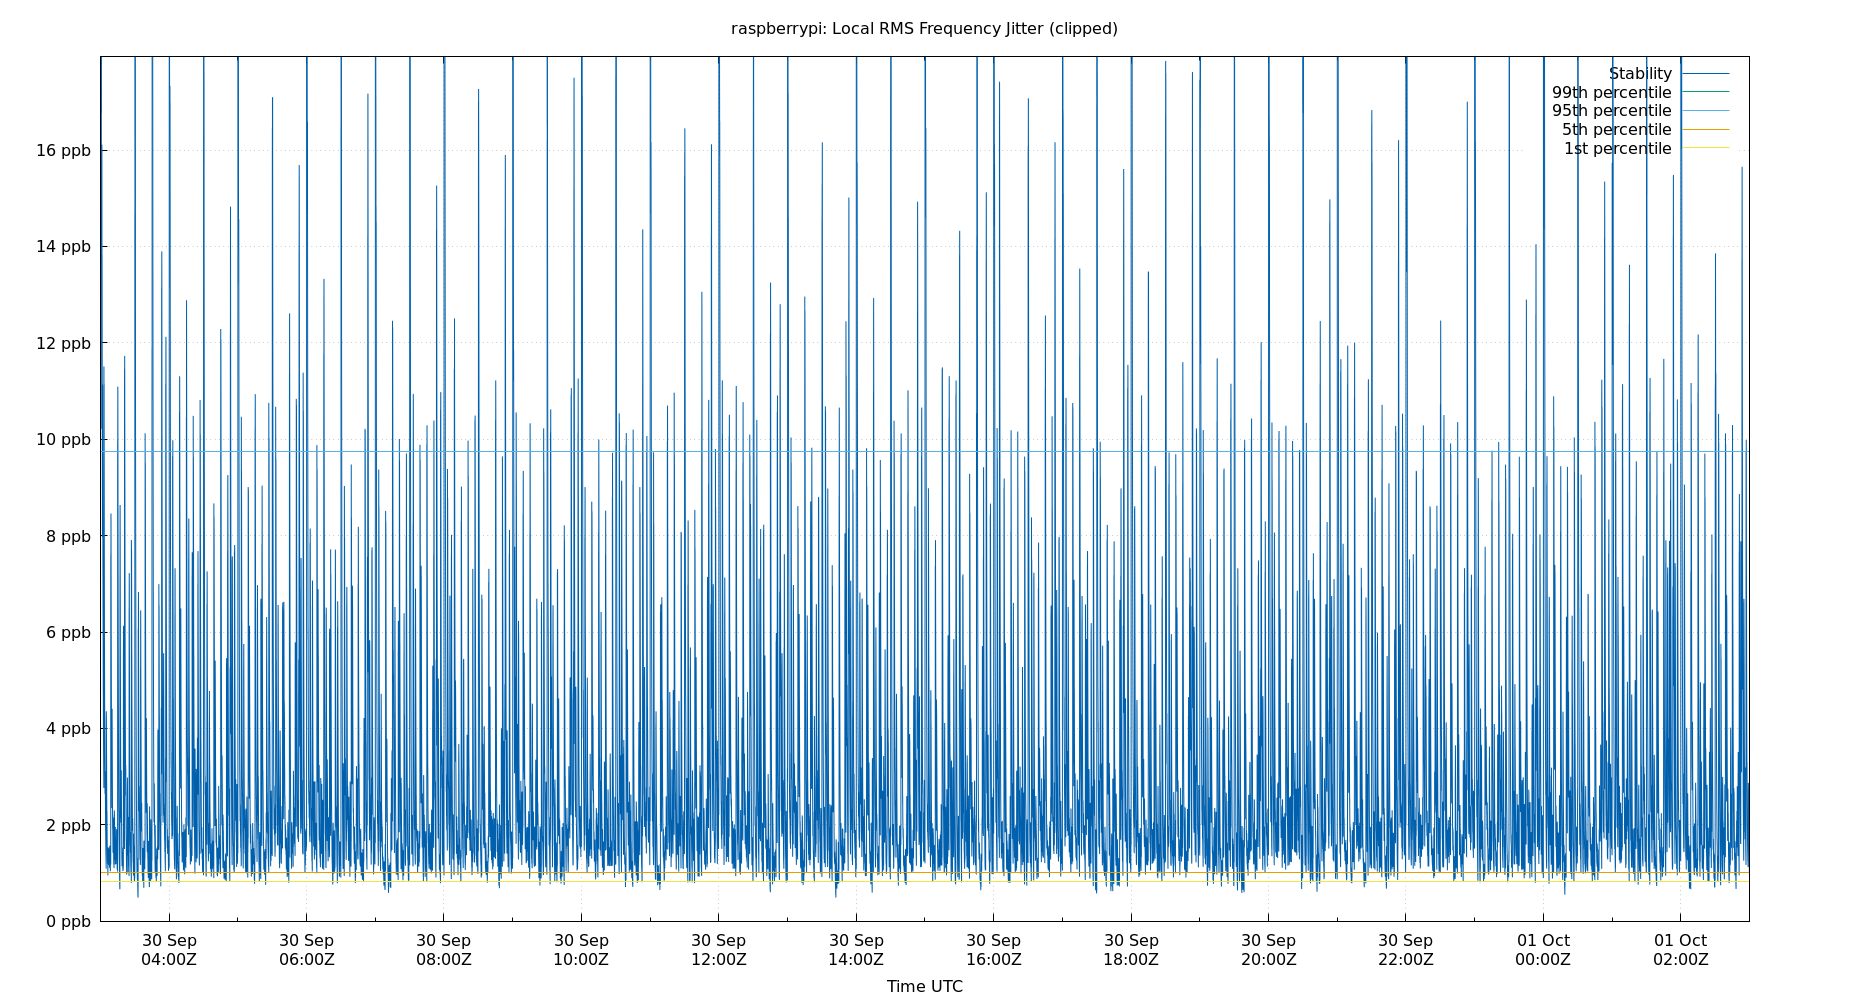 raspberrypi: Local RMS Frequency Jitter (clipped)
Stability
99th percentile
95th percentile
5th percentile
1st percentile
16 ppb
14 ppb
12 ppb
10 ppb
8 ppb
6 ppb
4 ppb
2 ppb
0 ppb
30 Sep 30 Sep 30 Sep 30 Sep 30 Sep 30 Sep 30 Sep 30 Sep 30 Sep 30 Sep 01 Oct 01 Oct
04:00Z 06:00Z 08:00Z 10:00Z 12:00Z 14:00Z 16:00Z 18:00Z 20:00Z 22:00Z 00:00Z 02:00Z
Time UTC